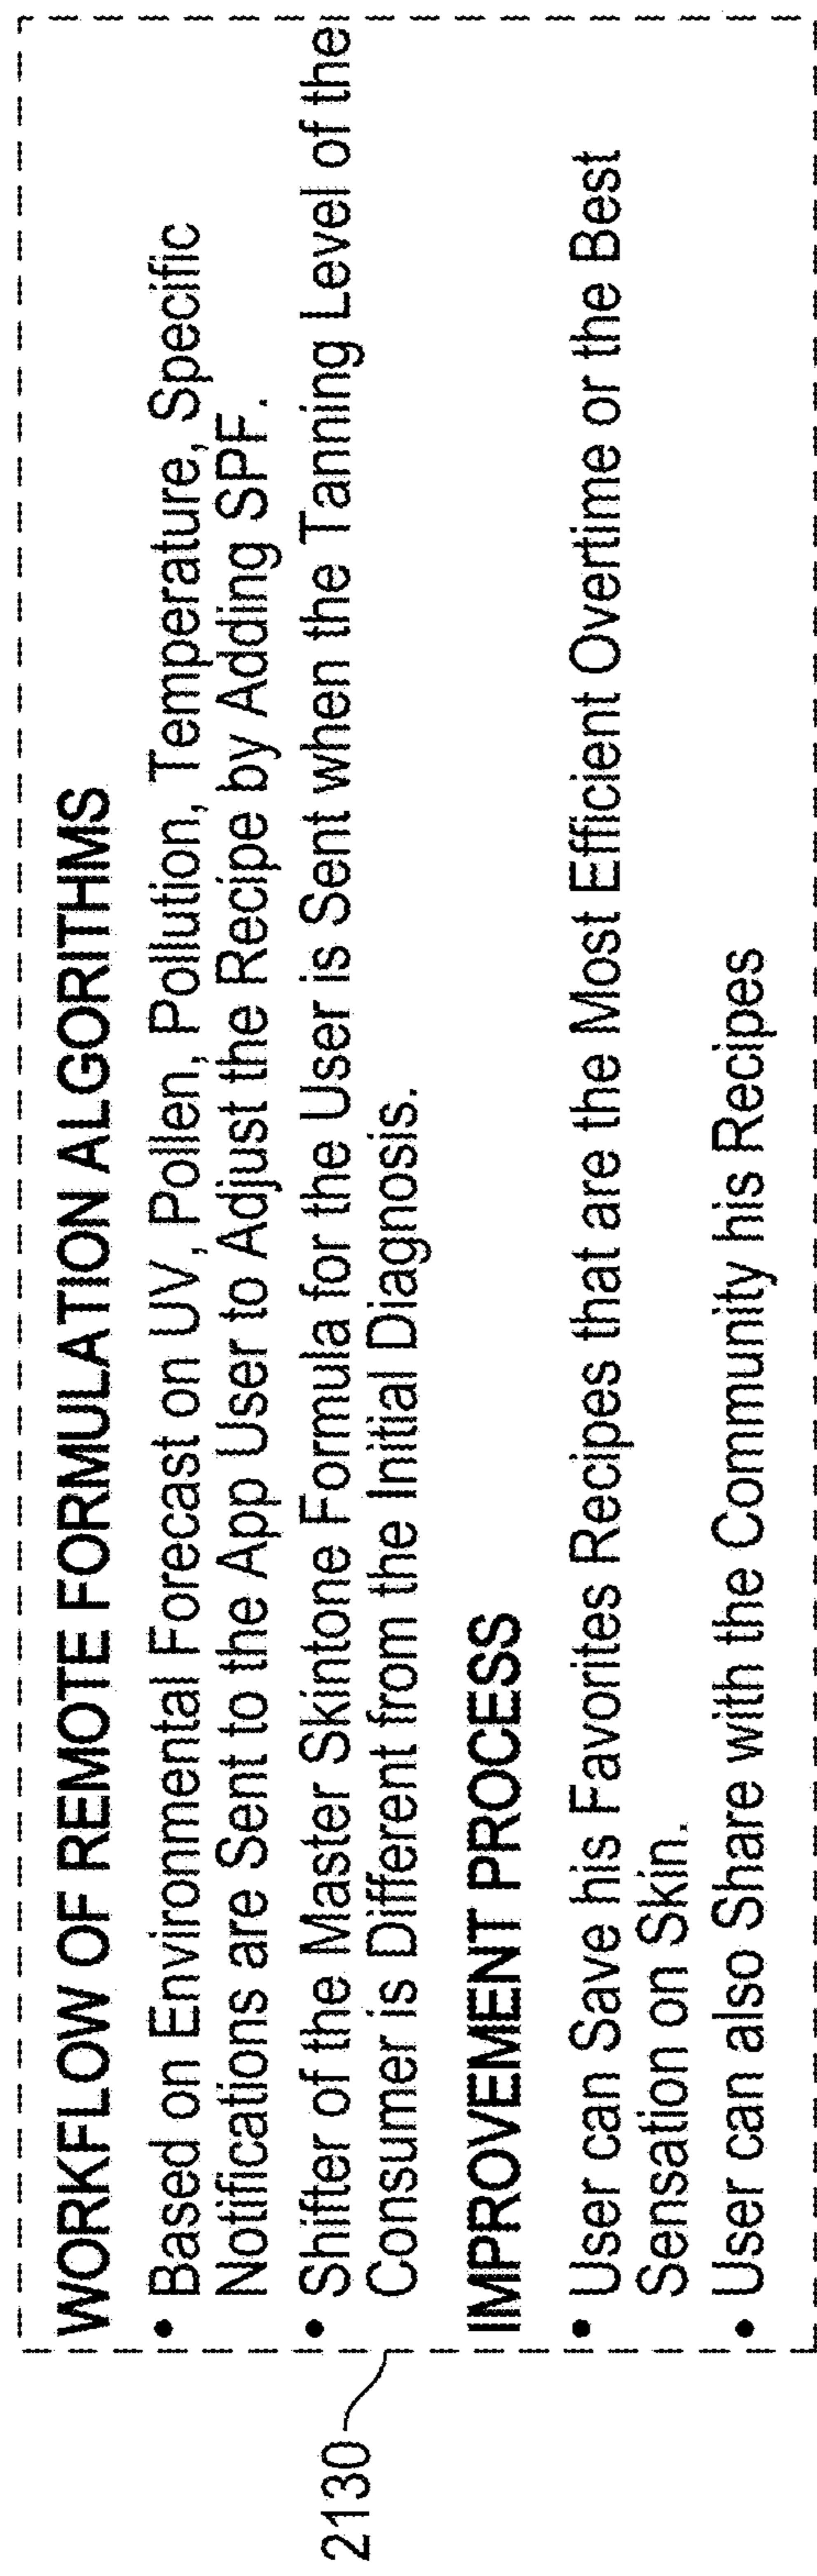 WORKFLOW OF REMOTE FORMULATION ALGORITHMS
• Based on Environmental Forecast on UV, Pollen, Pollution, Temperature, Specific
Notifications are Sent to the App User to Adjust the Recipe by Adding SPF.
• Shifter of the Master Skintone Formula for the User is Sent when the Tanning Level of the
Consumer is Different from the Initial Diagnosis.
IMPROVEMENT PROCESS
• User can Save his Favorites Recipes that are the Most Efficient Overtime or the Best
Sensation on Skin.
• User can also Share with the Community his Recipes
2130